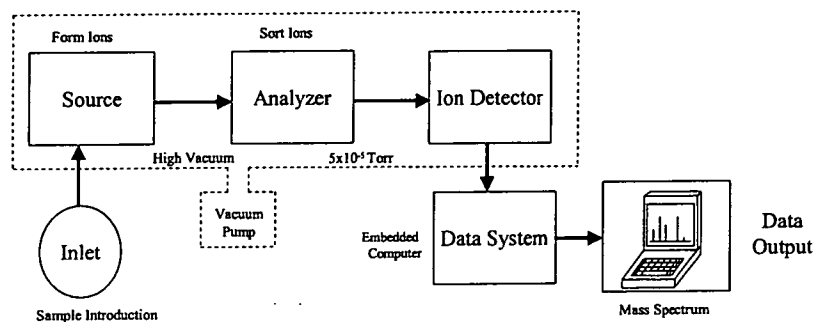 Form Ions
Sort Ions
Source
Analyzer
Ion Detector
High Vacuum
5x10⁻⁵ Torr
Vacuum
Pump
Inlet
Sample Introduction
Embedded
Computer
Data System
Data
Output
Mass Spectrum